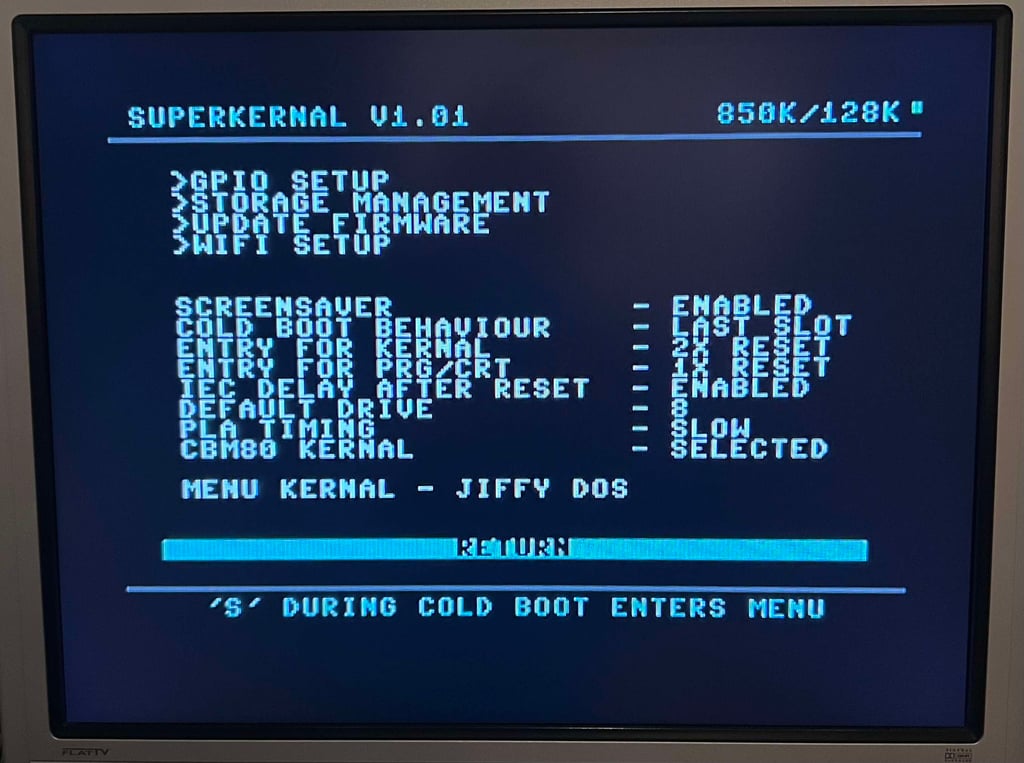 SUPERKERNAL V1.01 850K/128K
>GPIO SETUP
>STORAGE MANAGEMENT
>UPDATE FIRMWARE
>WIFI SETUP
SCREENSAVER - ENABLED
COLD BOOT BEHAVIOUR - LAST SLOT
ENTRY FOR KERNAL - 2X RESET
ENTRY FOR PRG/CRT - 1X RESET
IEC DELAY AFTER RESET - ENABLED
DEFAULT DRIVE - 8
PLA TIMING - SLOW
CBM80 KERNAL - SELECTED
MENU KERNAL - JIFFY DOS
RETURN
'S' DURING COLD BOOT ENTERS MENU
FLATTV